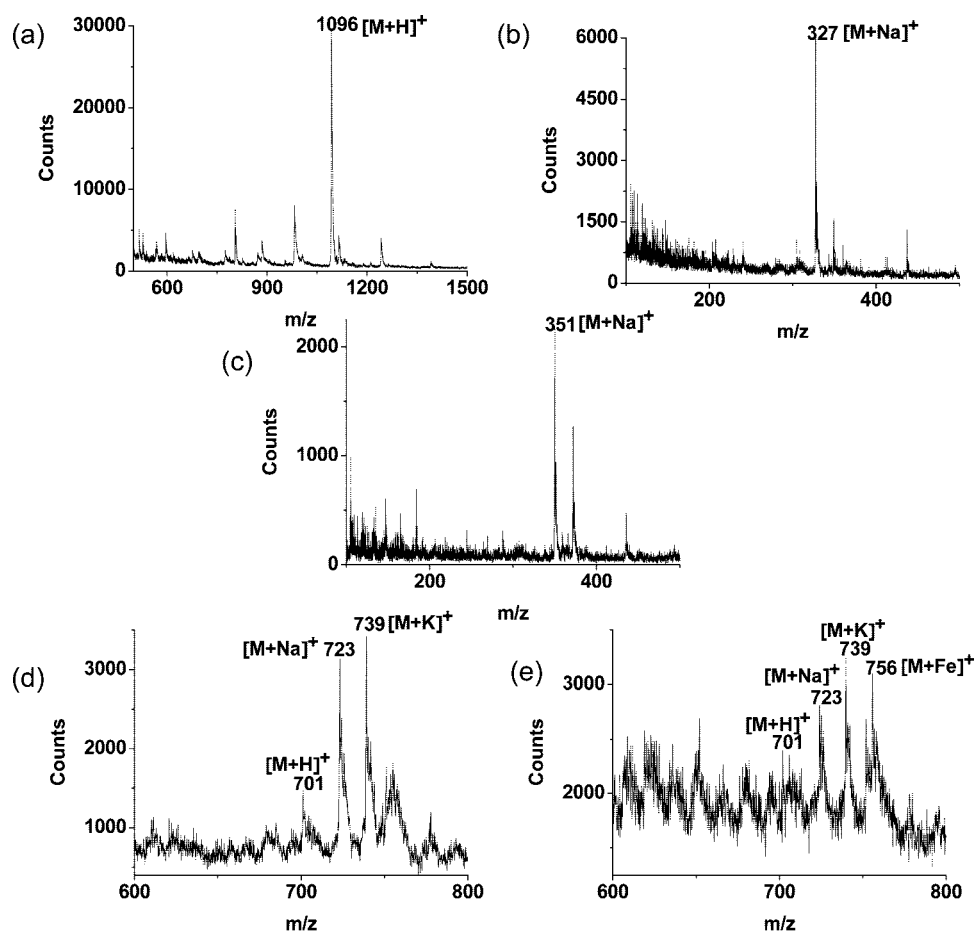 (a)
1096 [M+H]+
30000
20000
10000
0
Counts
600 900 1200 1500
m/z
(b)
327 [M+Na]+
6000
4500
3000
1500
0
Counts
200 400
m/z
(c)
351 [M+Na]+
2000
1000
0
Counts
200 400
m/z
(d)
739 [M+K]+
[M+Na]+ 723
[M+H]+
701
3000
2000
1000
Counts
600 700 800
m/z
(e)
[M+K]+
739
756 [M+Fe]+
[M+Na]+
723
[M+H]+
701
3000
2000
Counts
600 700 800
m/z